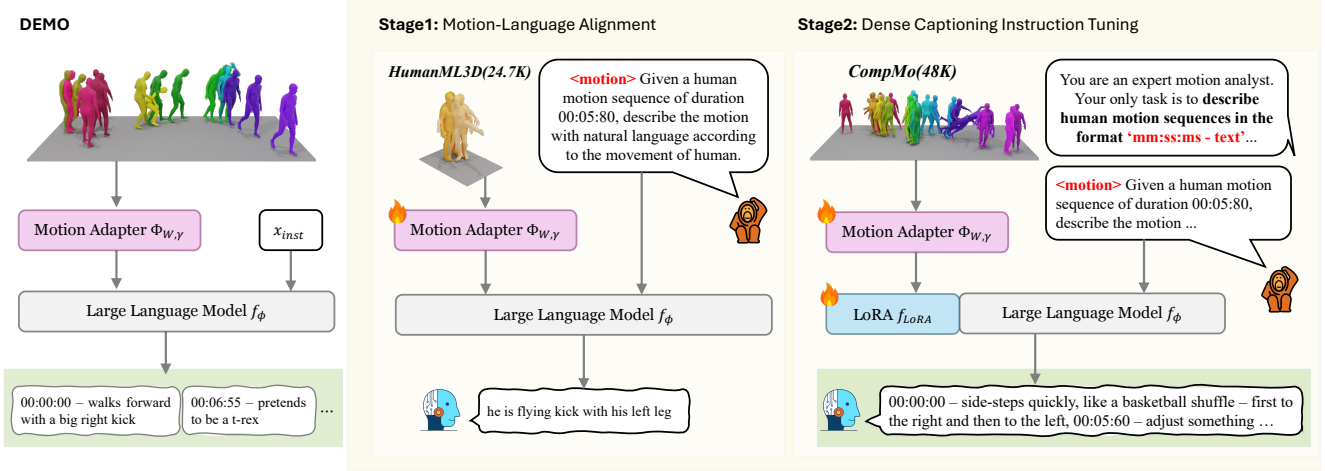 DEMO
Motion Adapter Φ_{W,γ}
x_{inst}
Large Language Model f_ϕ
00:00:00 – walks forward
with a big right kick
00:06:55 – pretends
to be a t-rex
...
Stage1: Motion-Language Alignment
HumanML3D(24.7K)
<motion> Given a human
motion sequence of duration
00:05:80, describe the motion
with natural language according
to the movement of human.
Motion Adapter Φ_{W,γ}
Large Language Model f_ϕ
he is flying kick with his left leg
Stage2: Dense Captioning Instruction Tuning
CompMo(48K)
You are an expert motion analyst.
Your only task is to describe
human motion sequences in the
format ‘mm:ss:ms - text’...
<motion> Given a human motion
sequence of duration 00:05:80,
describe the motion ...
Motion Adapter Φ_{W,γ}
LoRA f_{LoRA}
Large Language Model f_ϕ
00:00:00 – side-steps quickly, like a basketball shuffle – first to
the right and then to the left, 00:05:60 – adjust something …